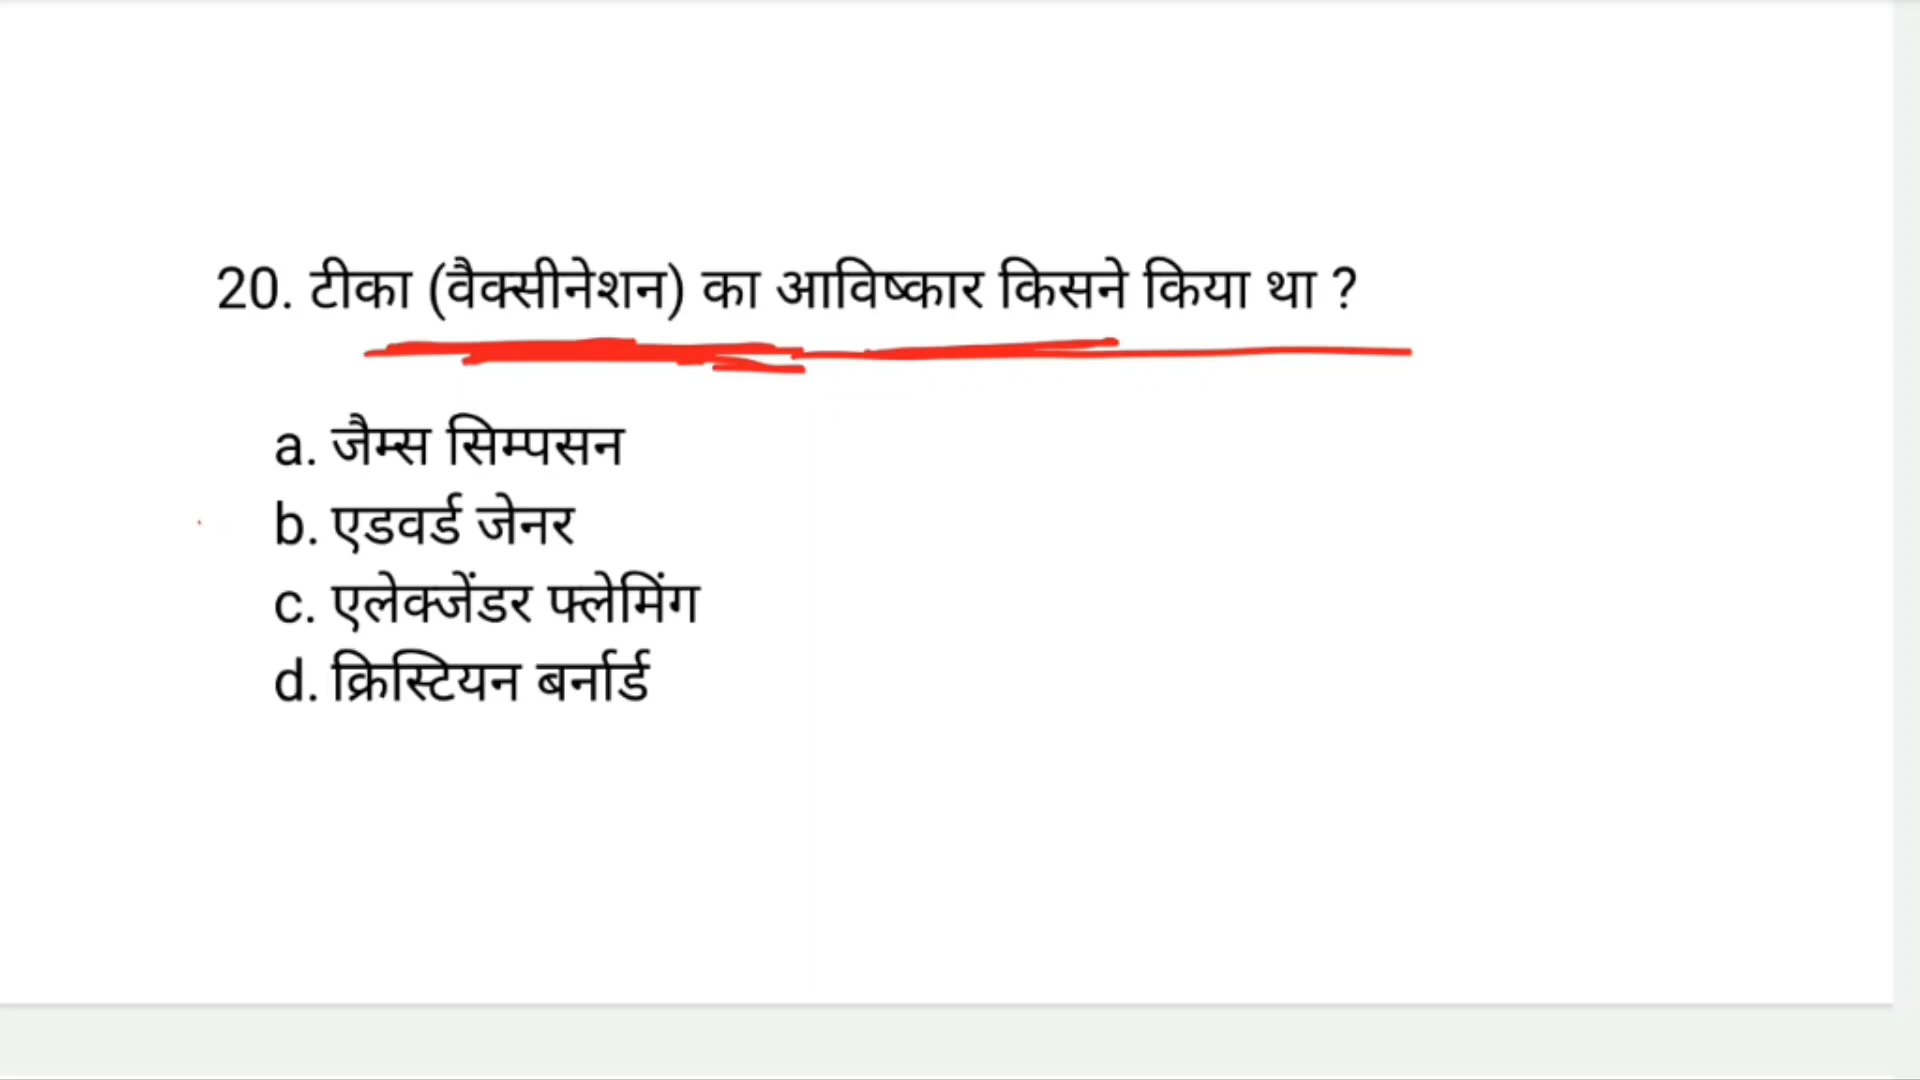 20. टीका (वैक्सीनेशन) का आविष्कार किसने किया था ?
a. जैम्स सिम्पसन
b. एडवर्ड जेनर
c. एलेक्जेंडर फ्लेमिंग
d. क्रिस्टियन बर्नार्ड